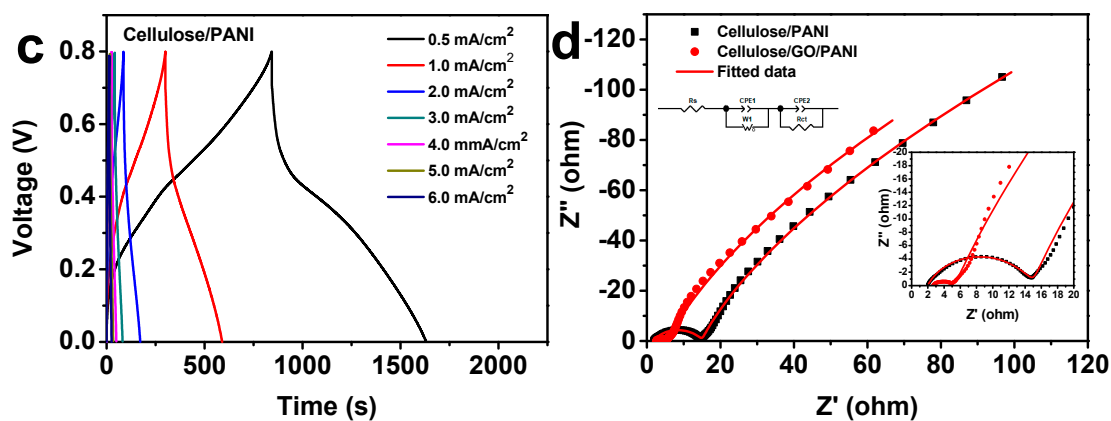 c
Cellulose/PANI
0.5 mA/cm²
1.0 mA/cm²
2.0 mA/cm²
3.0 mA/cm²
4.0 mmA/cm²
5.0 mA/cm²
6.0 mA/cm²
Voltage (V)
0.8
0.6
0.4
0.2
0.0
0 500 1000 1500 2000
Time (s)
d
Cellulose/PANI
Cellulose/GO/PANI
Fitted data
Rs CPE1 CPE2
W1 Rct
Z'' (ohm)
-120
-100
-80
-60
-40
-20
0
0 20 40 60 80 100 120
Z' (ohm)
Z'' (ohm)
-20
-18
-16
-14
-12
-10
-8
-6
-4
-2
0
0 2 4 6 8 10 12 14 16 18 20
Z' (ohm)